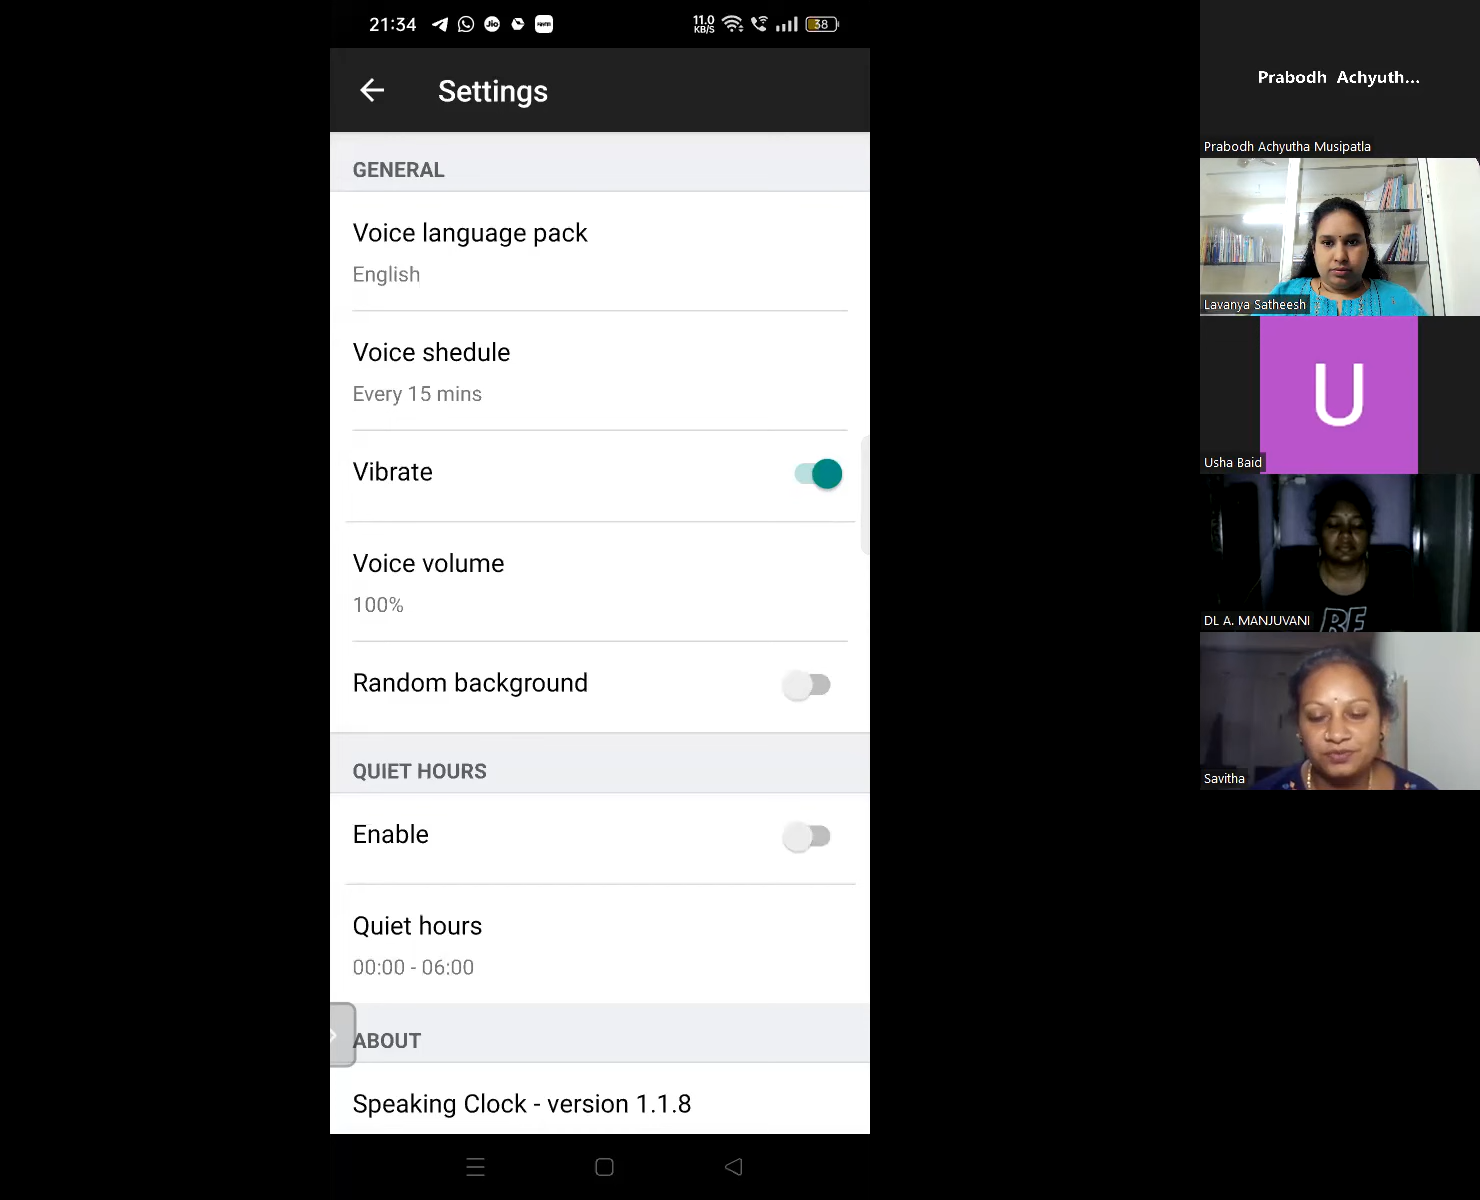 21:34
Jio
11.0
KB/S
38
Settings
GENERAL
Voice language pack
English
Voice shedule
Every 15 mins
Vibrate
Voice volume
100%
Random background
QUIET HOURS
Enable
Quiet hours
00:00 - 06:00
ABOUT
Speaking Clock - version 1.1.8
Prabodh Achyuth...
Prabodh Achyutha Musipatla
Lavanya Satheesh
U
Usha Baid
BE
DL A. MANJUVANI
Savitha